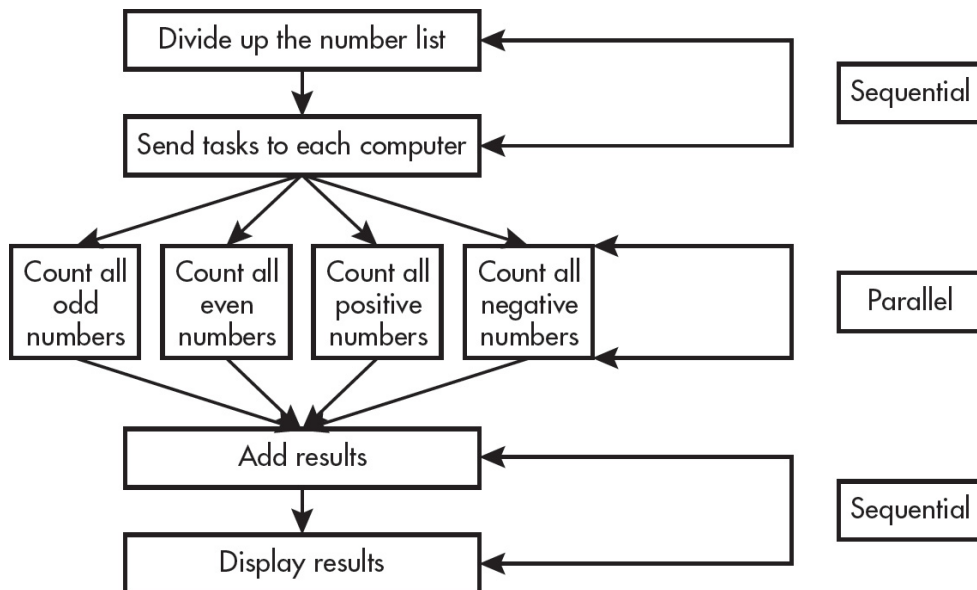 Divide up the number list
Sequential
Send tasks to each computer
Count all
odd
numbers
Count all
even
numbers
Count all
positive
numbers
Count all
negative
numbers
Parallel
Add results
Sequential
Display results